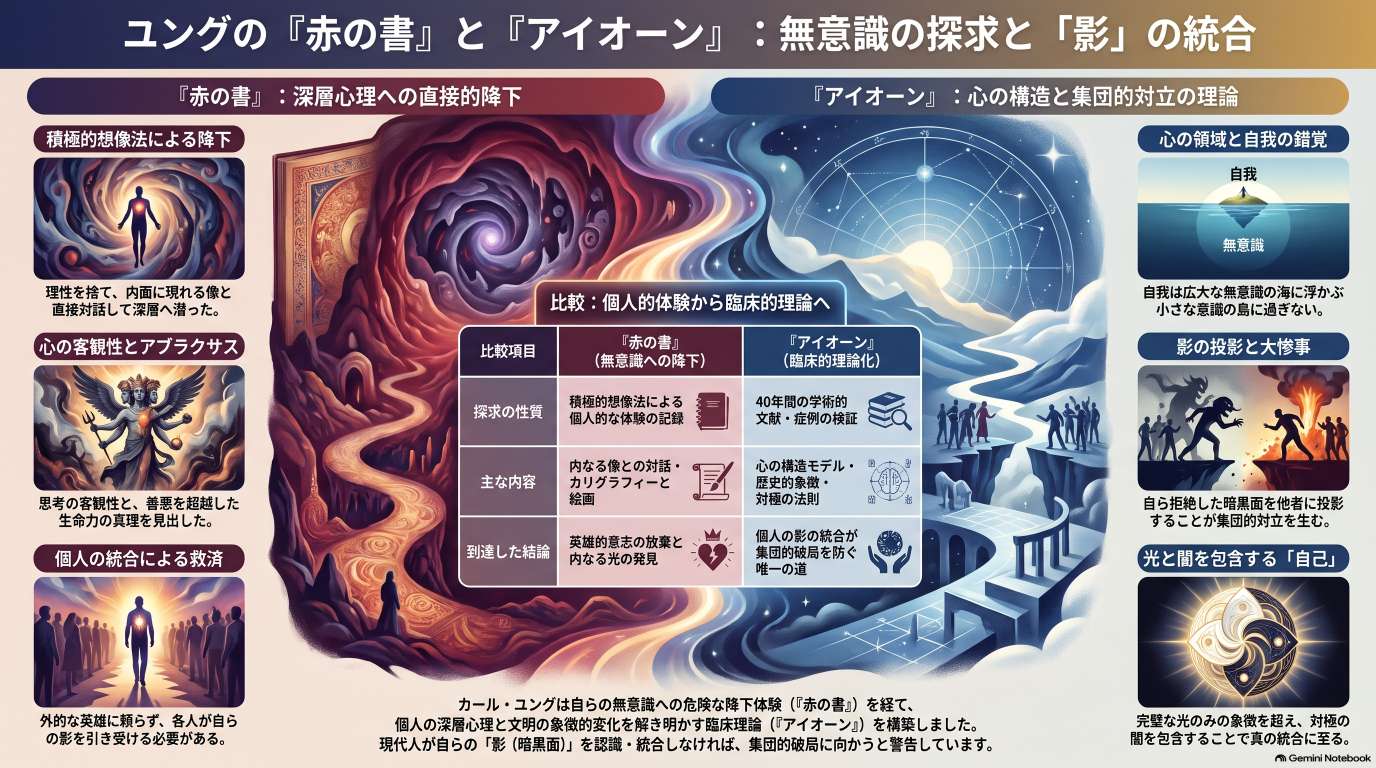 ユングの『赤の書』と『アイオーン』：無意識の探求と「影」の統合
『赤の書』：深層心理への直接的降下
積極的想像法による降下
理性を捨て、内面に現れる像と
直接対話して深層へ潜った。
心の客観性とアブラクサス
思考の客観性と、善悪を超越した
生命力の真理を見出した。
個人の統合による救済
外的な英雄に頼らず、各人が自ら
の影を引き受ける必要がある。
比較：個人的体験から臨床的理論へ
比較項目
『赤の書』
（無意識への降下）
『アイオーン』
（臨床的理論化）
探求の性質
積極的想像法による
個人的な体験の記録
40年間の学術的
文献・症例の検証
主な内容
内なる像との対話・
カリグラフィーと
絵画
心の構造モデル・
歴史的象徴・
対極の法則
到達した結論
英雄的意志の放棄と
内なる光の発見
個人の影の統合が
集団的破局を防ぐ
唯一の道
カール・ユングは自らの無意識への危険な降下体験（『赤の書』）を経て、
個人の深層心理と文明の象徴的変化を解き明かす臨床理論（『アイオーン』）を構築しました。
現代人が自らの「影（暗黒面）」を認識・統合しなければ、集団的破局に向かうと警告しています。
『アイオーン』：心の構造と集団的対立の理論
心の領域と自我の錯覚
自我
無意識
自我は広大な無意識の海に浮かぶ
小さな意識の島に過ぎない。
影の投影と大惨事
自ら拒絶した暗黒面を他者に投影
することが集団的対立を生む。
光と闇を包含する「自己」
完璧な光のみの象徴を超え、対極の
闇を包含することで真の統合に至る。
Gemini Notebook